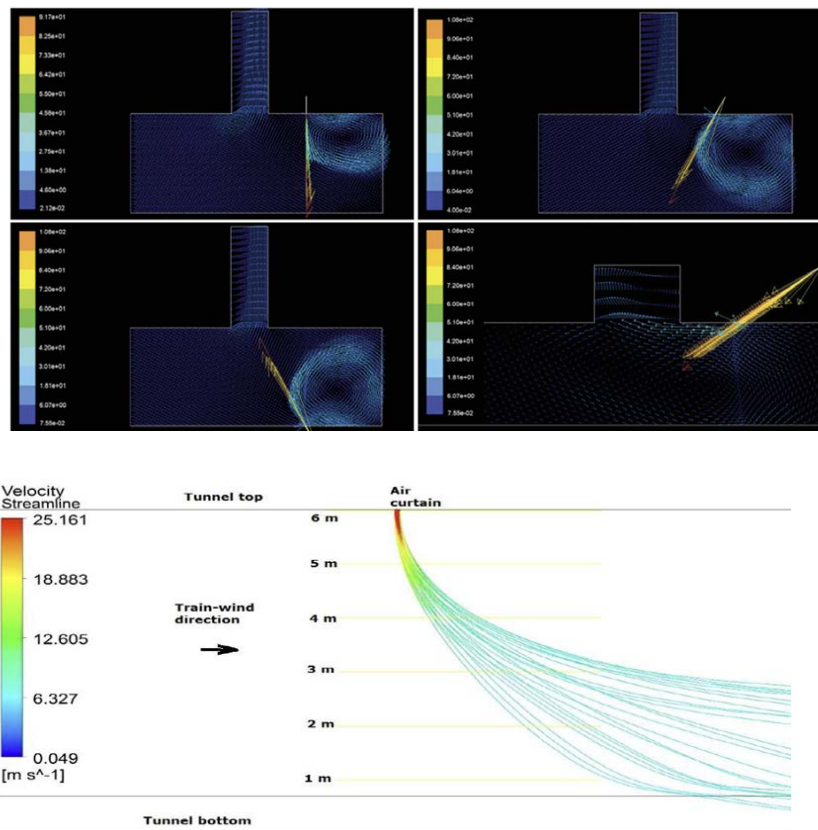 9.17e+01
8.25e+01
7.33e+01
6.42e+01
5.50e+01
4.58e+01
3.67e+01
2.75e+01
1.38e+01
4.60e+00
2.12e-02
1.08e+02
9.06e+01
8.40e+01
7.20e+01
6.00e+01
5.10e+01
4.20e+01
3.01e+01
1.81e+01
6.04e+00
4.00e-02
1.08e+02
9.06e+01
8.40e+01
7.20e+01
6.00e+01
5.10e+01
4.20e+01
3.01e+01
1.81e+01
6.07e+00
7.55e-02
1.08e+02
9.06e+01
8.40e+01
7.20e+01
6.00e+01
5.10e+01
4.20e+01
3.01e+01
1.81e+01
6.07e+00
7.55e-02
Velocity
Streamline
25.161
18.883
12.605
6.327
0.049
[m s^-1]
Tunnel top
Air
curtain
6 m
5 m
Train-wind
direction
4 m
3 m
2 m
1 m
Tunnel bottom